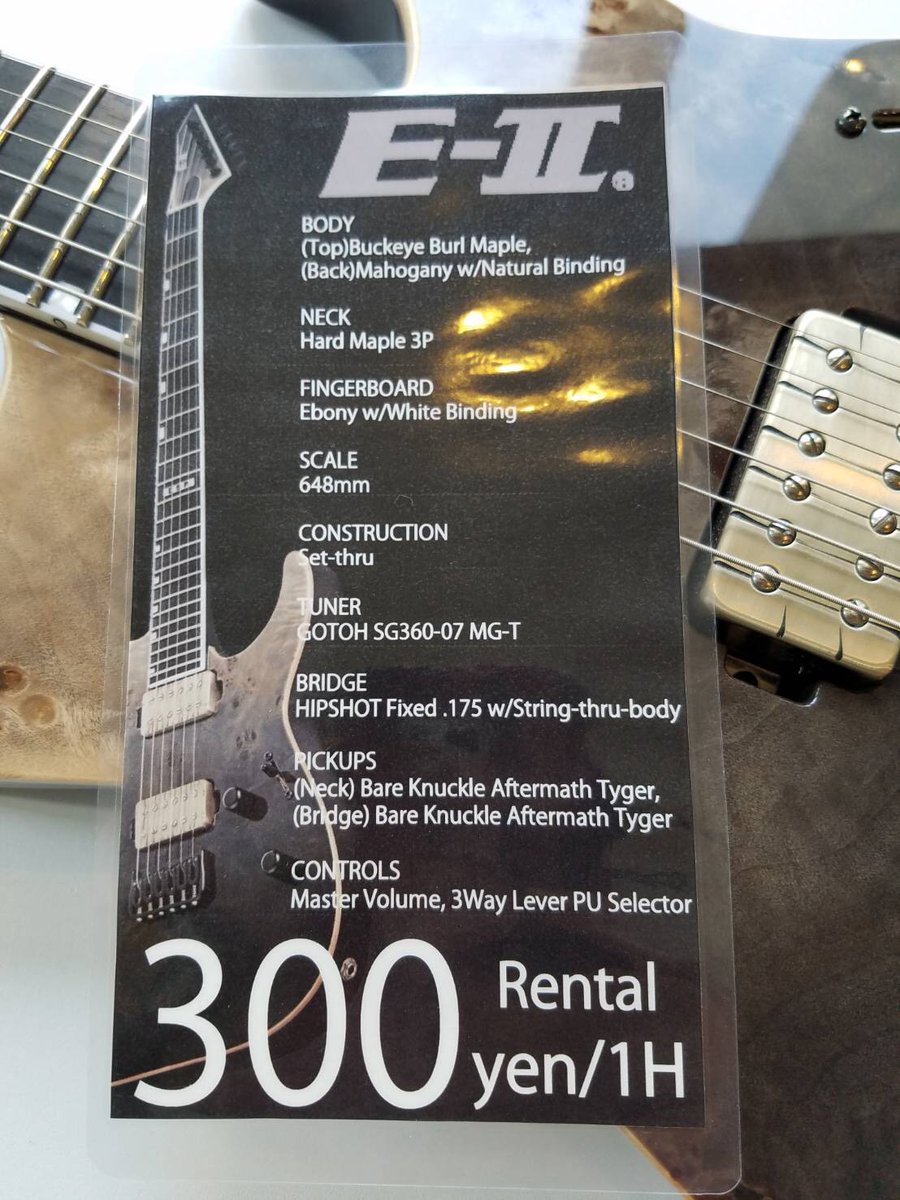 E-II
BODY
(Top)Buckeye Burl Maple,
(Back)Mahogany w/Natural Binding
NECK
Hard Maple 3P
FINGERBOARD
Ebony w/White Binding
SCALE
648mm
CONSTRUCTION
Set-thru
TUNER
GOTOH SG360-07 MG-T
BRIDGE
HIPSHOT Fixed .175 w/String-thru-body
PICKUPS
(Neck) Bare Knuckle Aftermath Tyger,
(Bridge) Bare Knuckle Aftermath Tyger
CONTROLS
Master Volume, 3Way Lever PU Selector
300 Rental
yen/1H